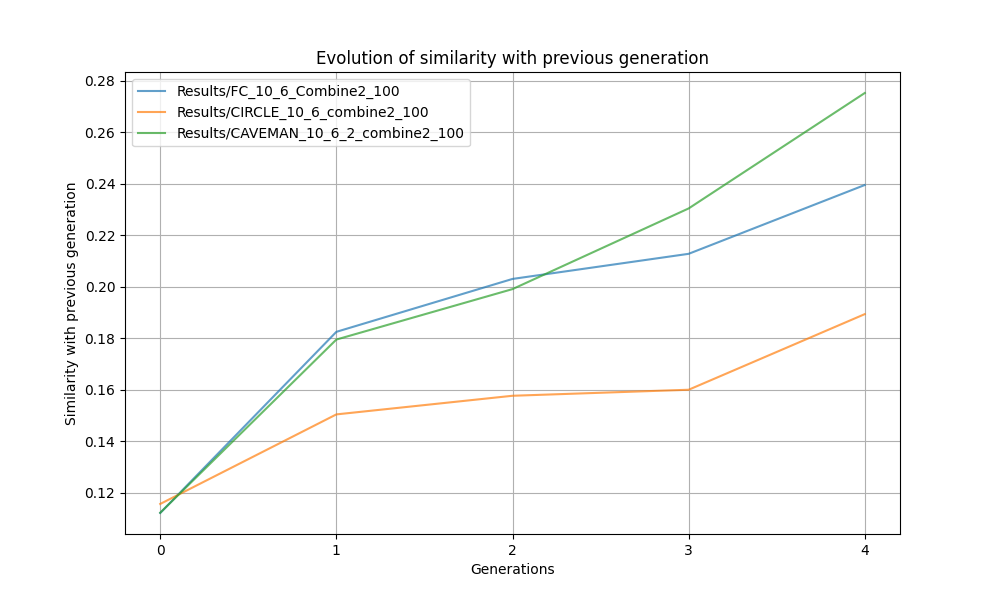 Evolution of similarity with previous generation
Results/FC_10_6_Combine2_100
Results/CIRCLE_10_6_combine2_100
Results/CAVEMAN_10_6_2_combine2_100
Similarity with previous generation
0.28
0.26
0.24
0.22
0.20
0.18
0.16
0.14
0.12
0 1 2 3 4
Generations